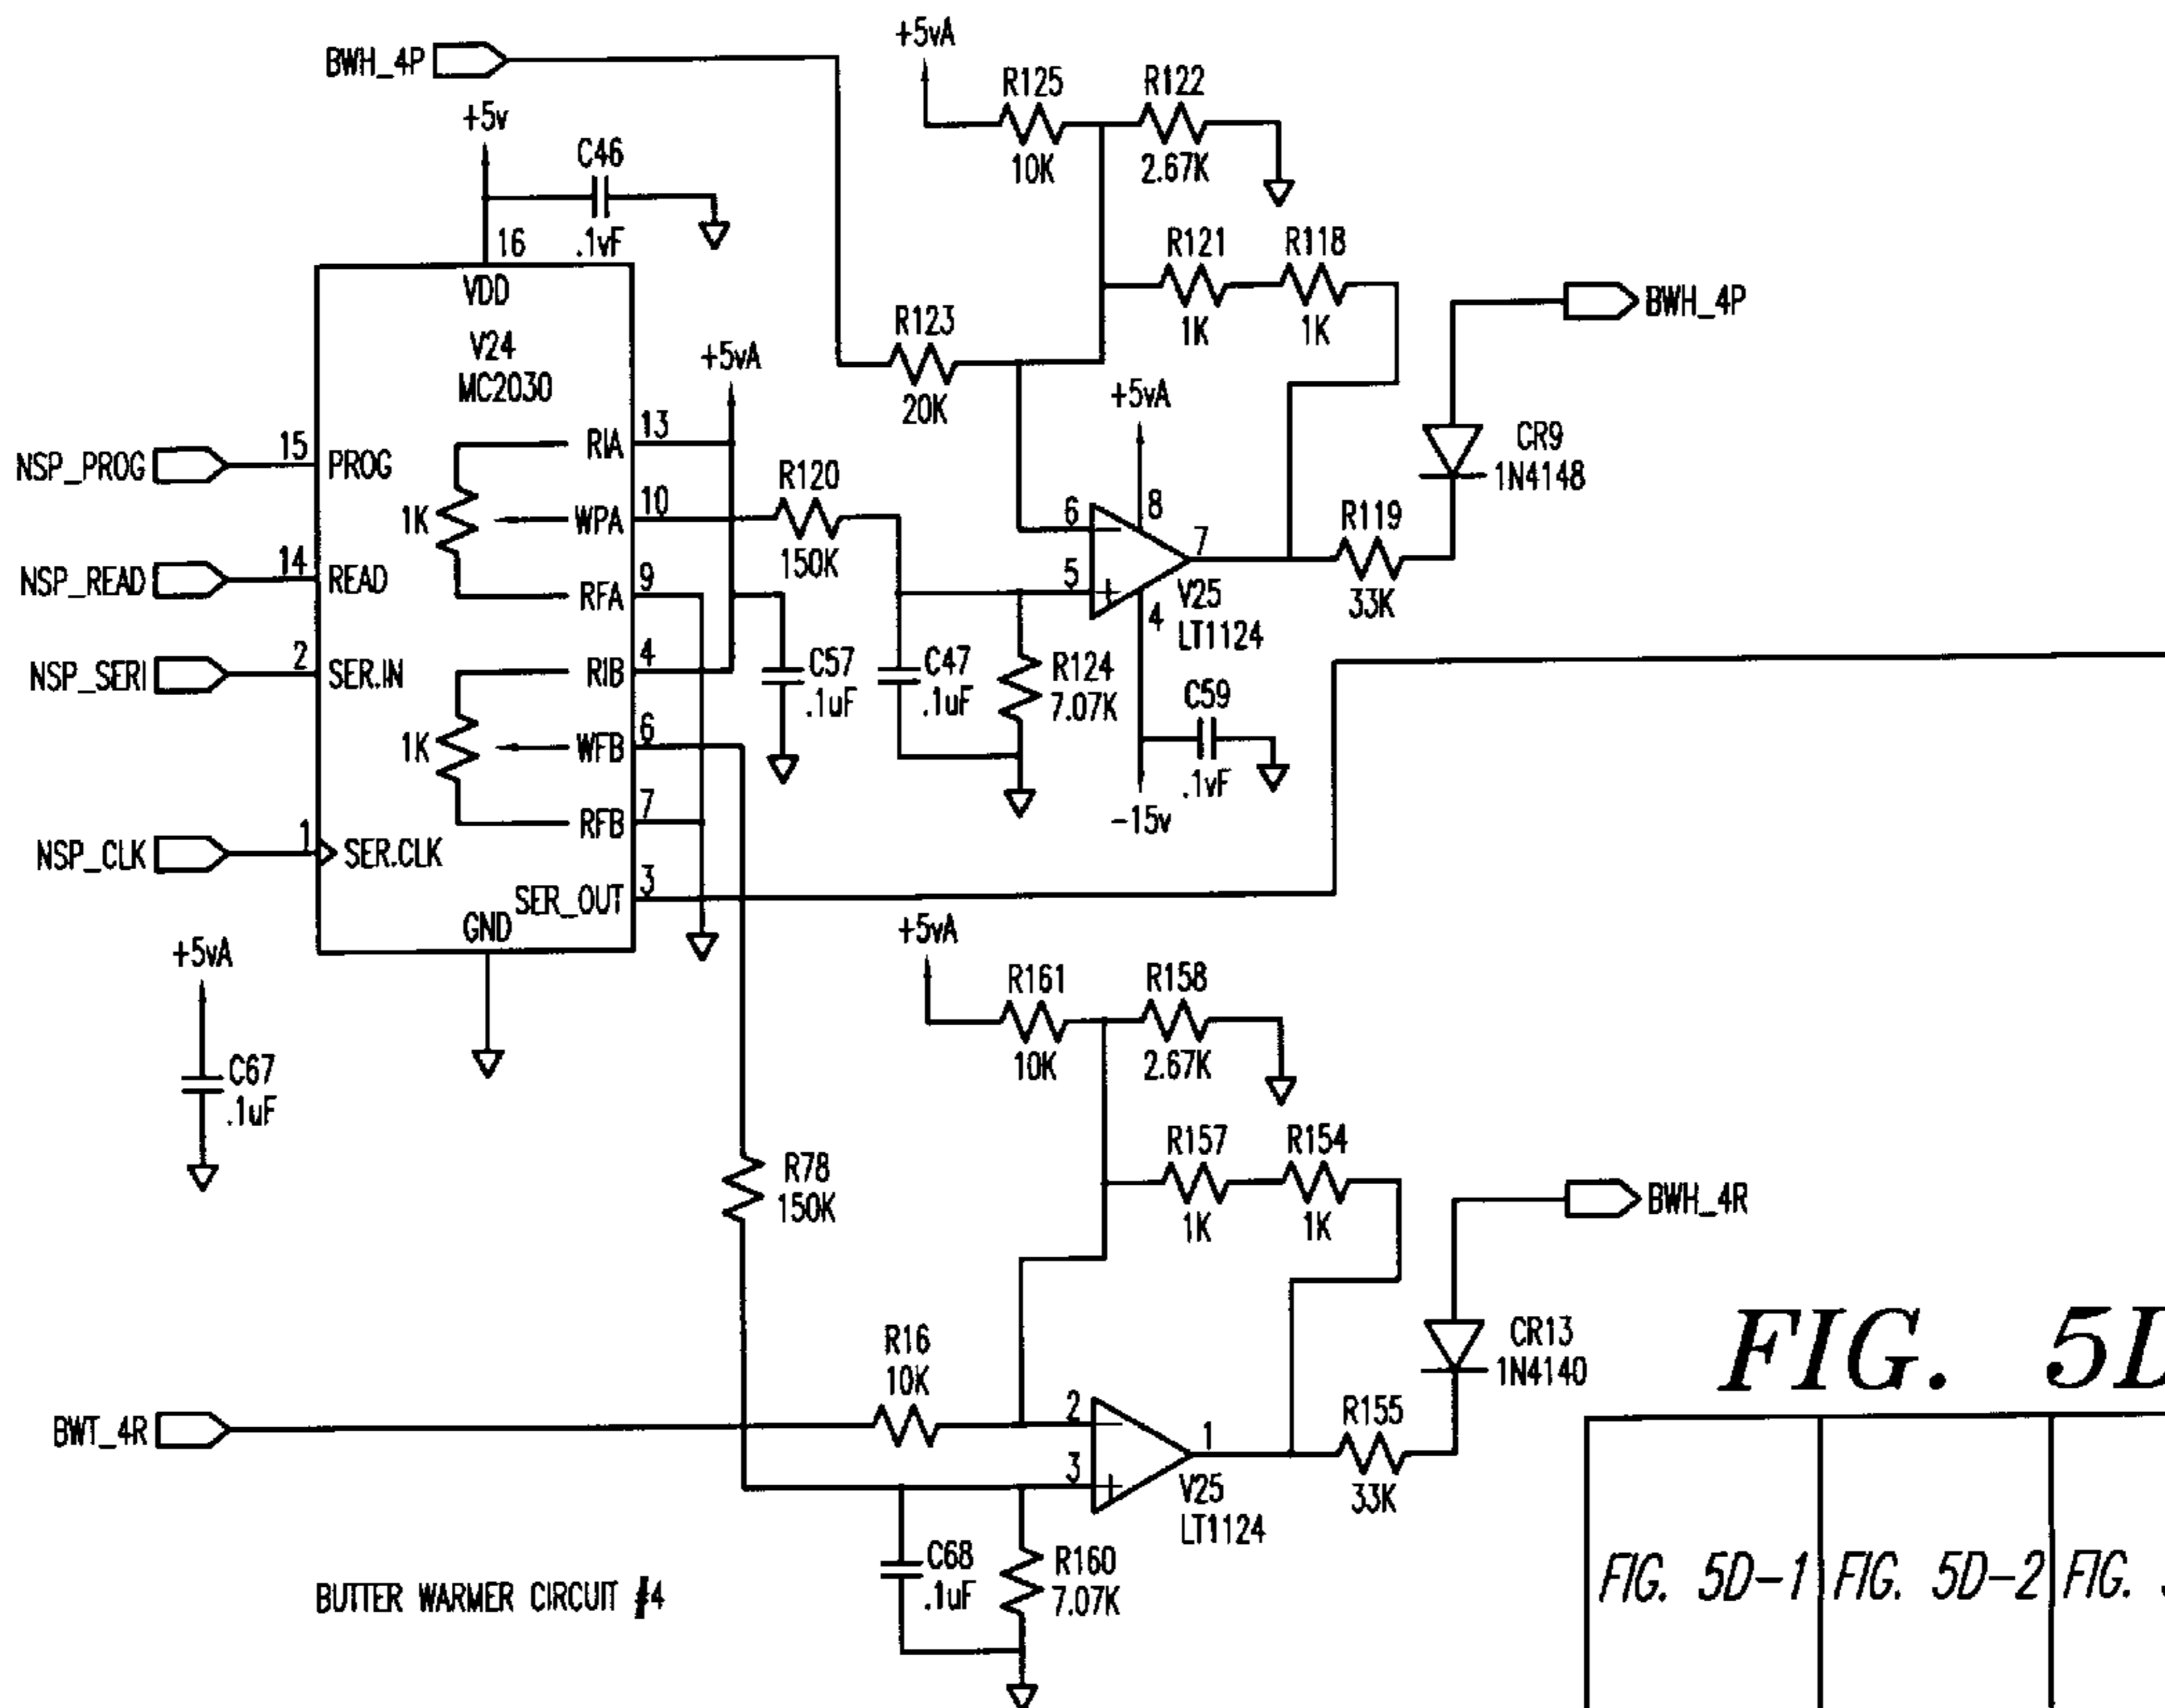 BWH_4P
+5v
C46
.1vF
16
VDD
V24
MC2030
NSP_PROG
15
PROG
NSP_READ
14
READ
NSP_SERI
2
SER.IN
NSP_CLK
1
SER.CLK
1K
RIA
13
WPA
10
RFA
9
1K
RIB
4
WFB
6
RFB
7
SER_OUT
3
GND
+5vA
C67
.1uF
+5vA
R125
10K
R122
2.67K
R121
1K
R118
1K
R123
20K
+5vA
R120
150K
C57
.1uF
C47
.1uF
R124
7.07K
+5vA
6
8
5
7
4
V25
LT1124
C59
.1vF
-15v
R119
33K
CR9
1N4148
BWH_4P
+5vA
R161
10K
R158
2.67K
R157
1K
R154
1K
R78
150K
BWT_4R
R16
10K
2
3
1
V25
LT1124
C68
.1uF
R160
7.07K
R155
33K
CR13
1N4140
BWH_4R
BUTTER WARMER CIRCUIT #4
FIG. 5D
FIG. 5D-1
FIG. 5D-2
FIG.